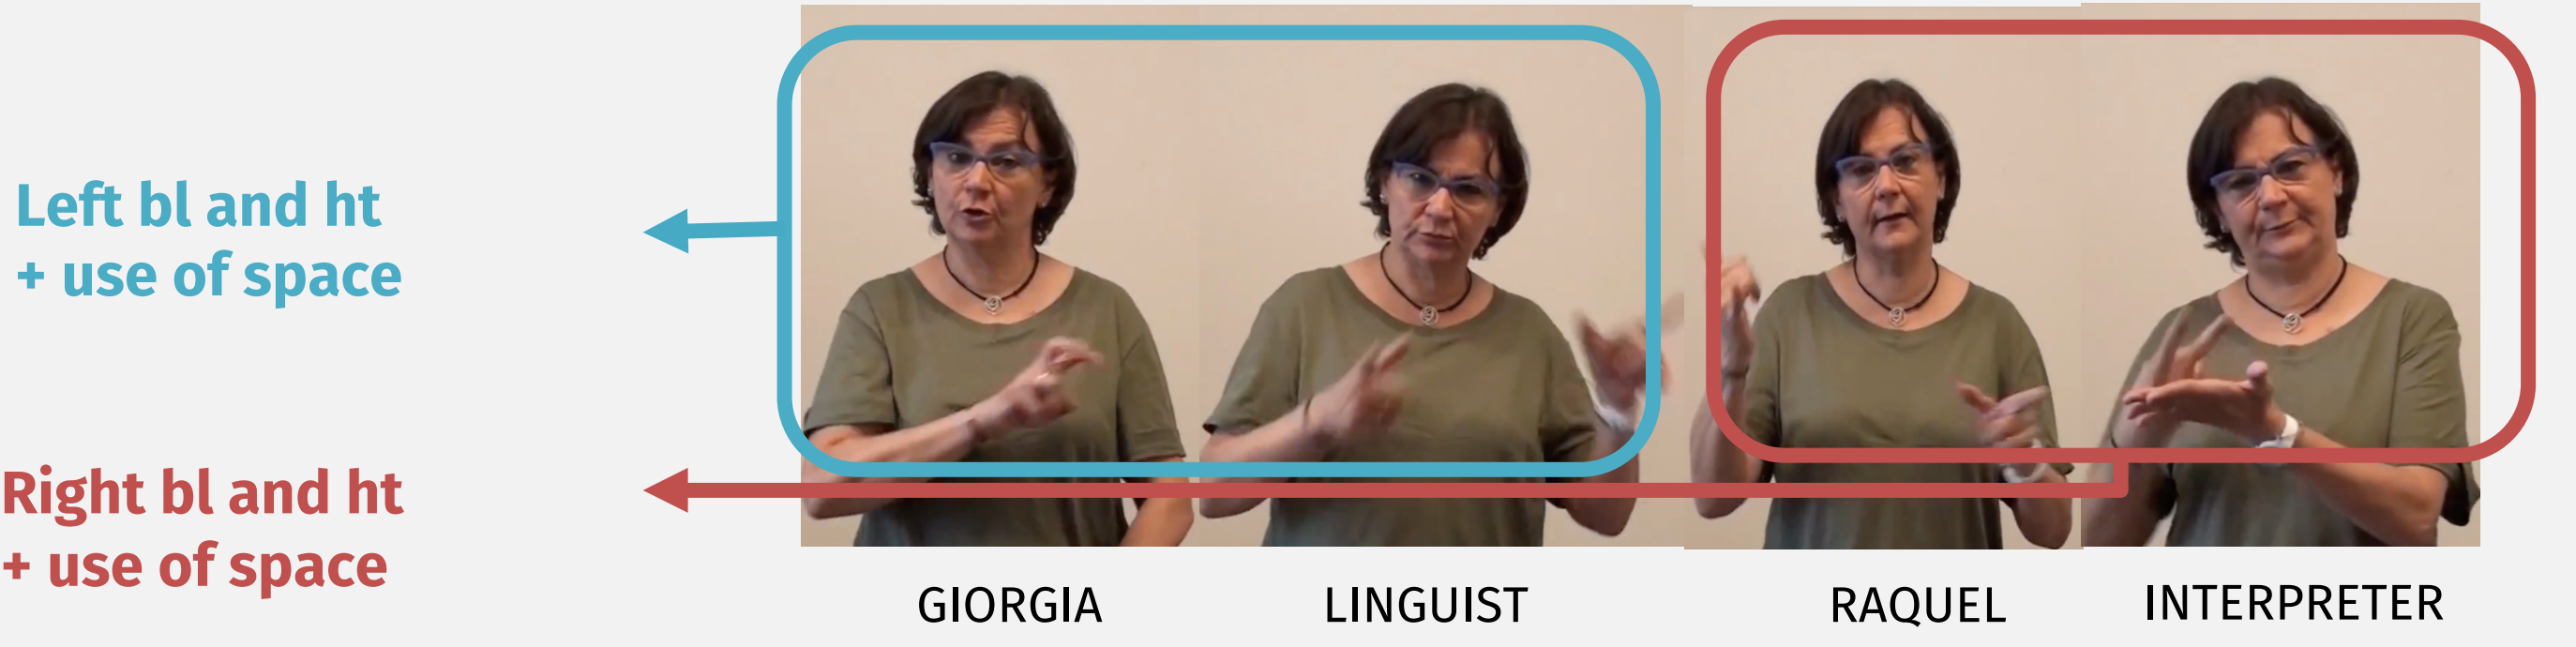 Left bl and ht
+ use of space
Right bl and ht
+ use of space
GIORGIA
LINGUIST
RAQUEL
INTERPRETER